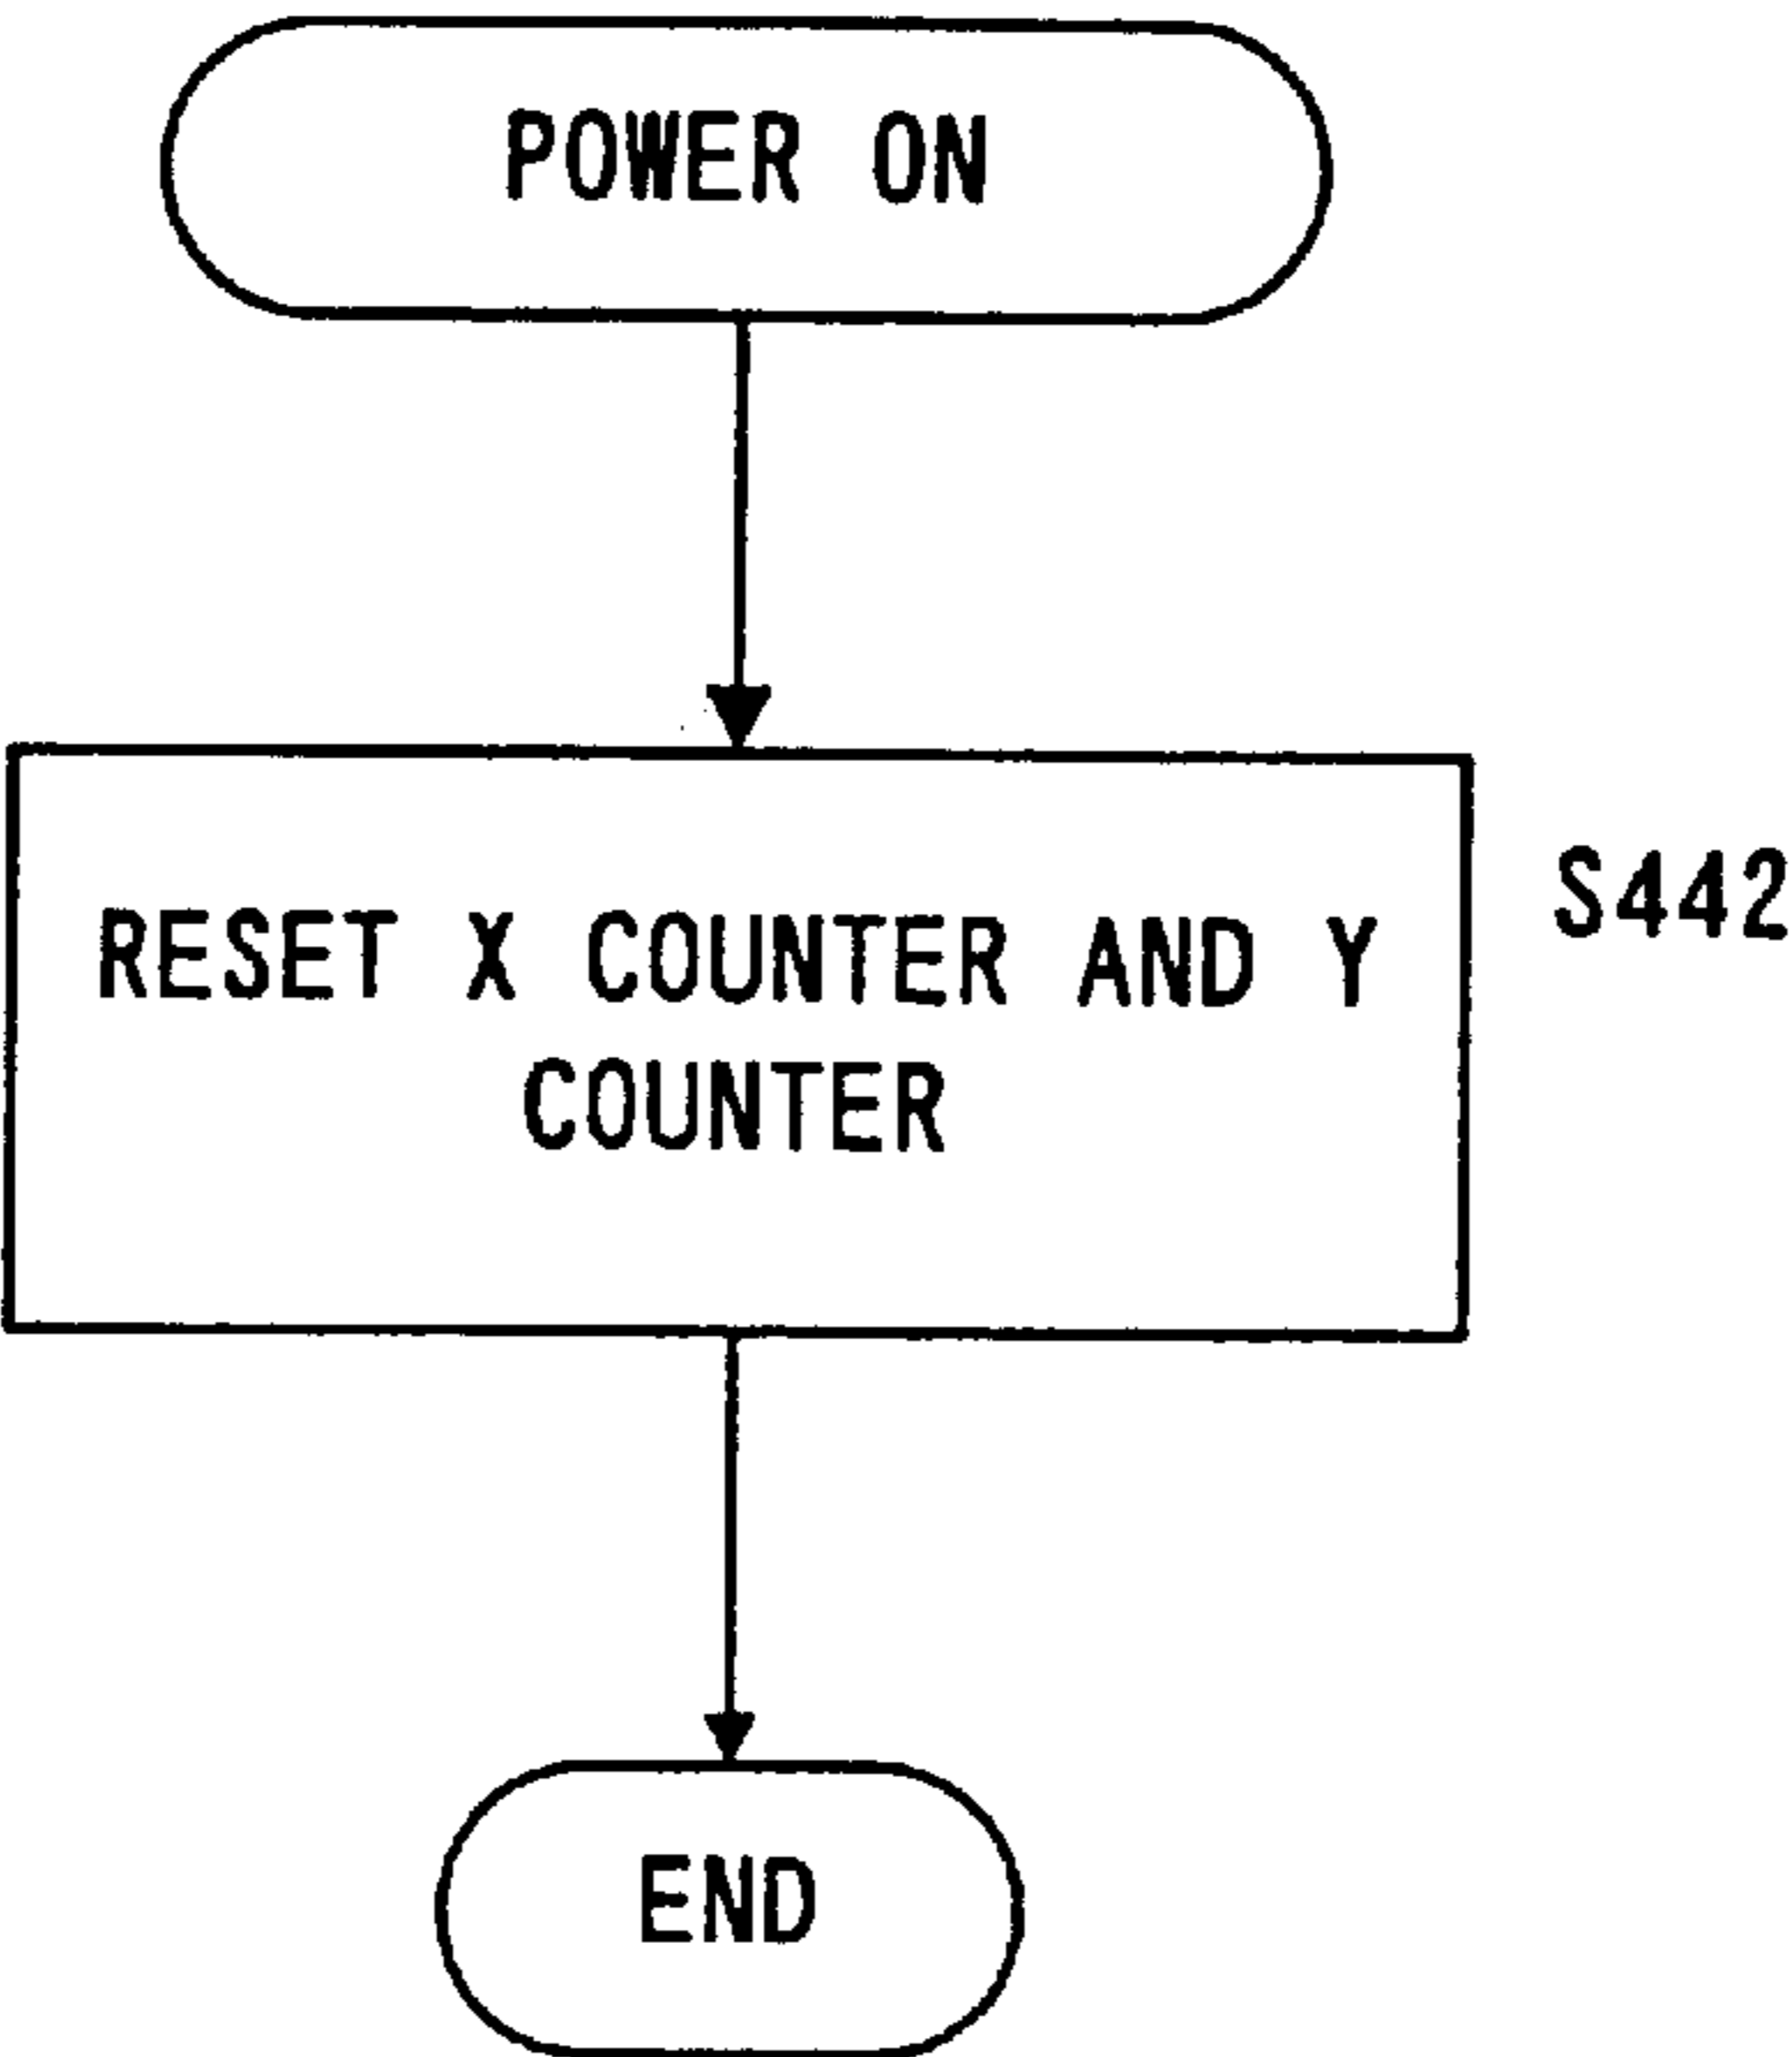 POWER ON
S442
RESET X COUNTER AND Y
COUNTER
END